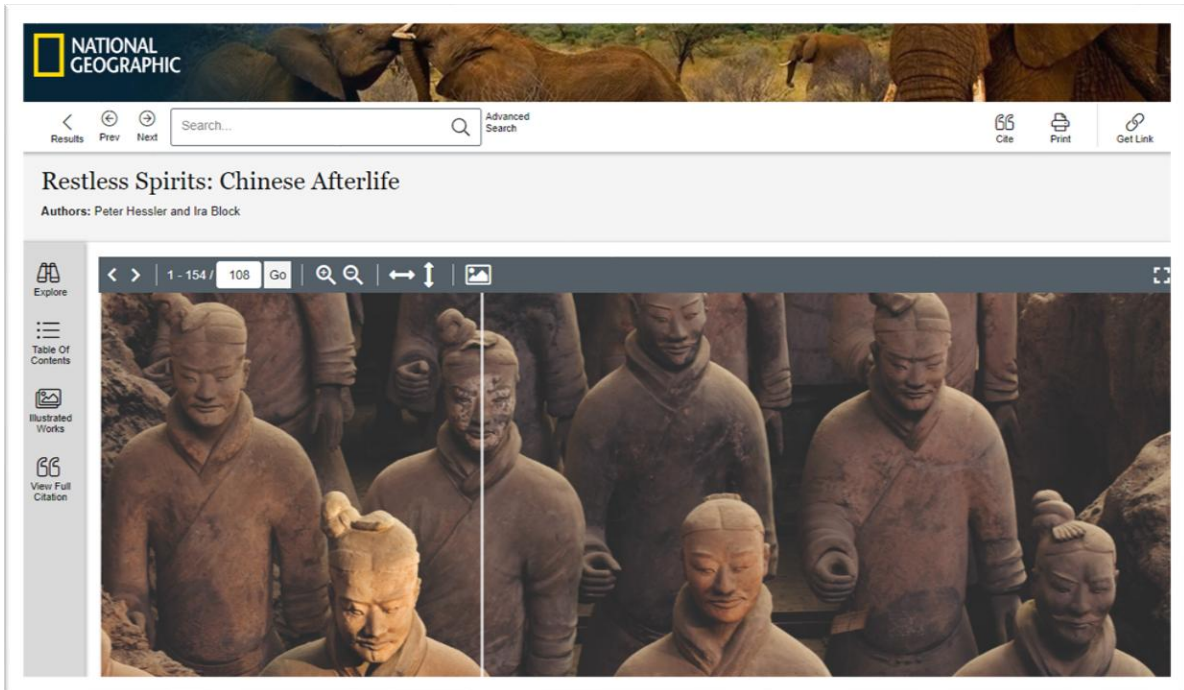 NATIONAL
GEOGRAPHIC
Results
Prev
Next
Search...
Advanced
Search
Cite
Print
Get Link
Restless Spirits: Chinese Afterlife
Authors: Peter Hessler and Ira Block
Explore
Table Of
Contents
Illustrated
Works
View Full
Citation
1 - 154 / 108 Go